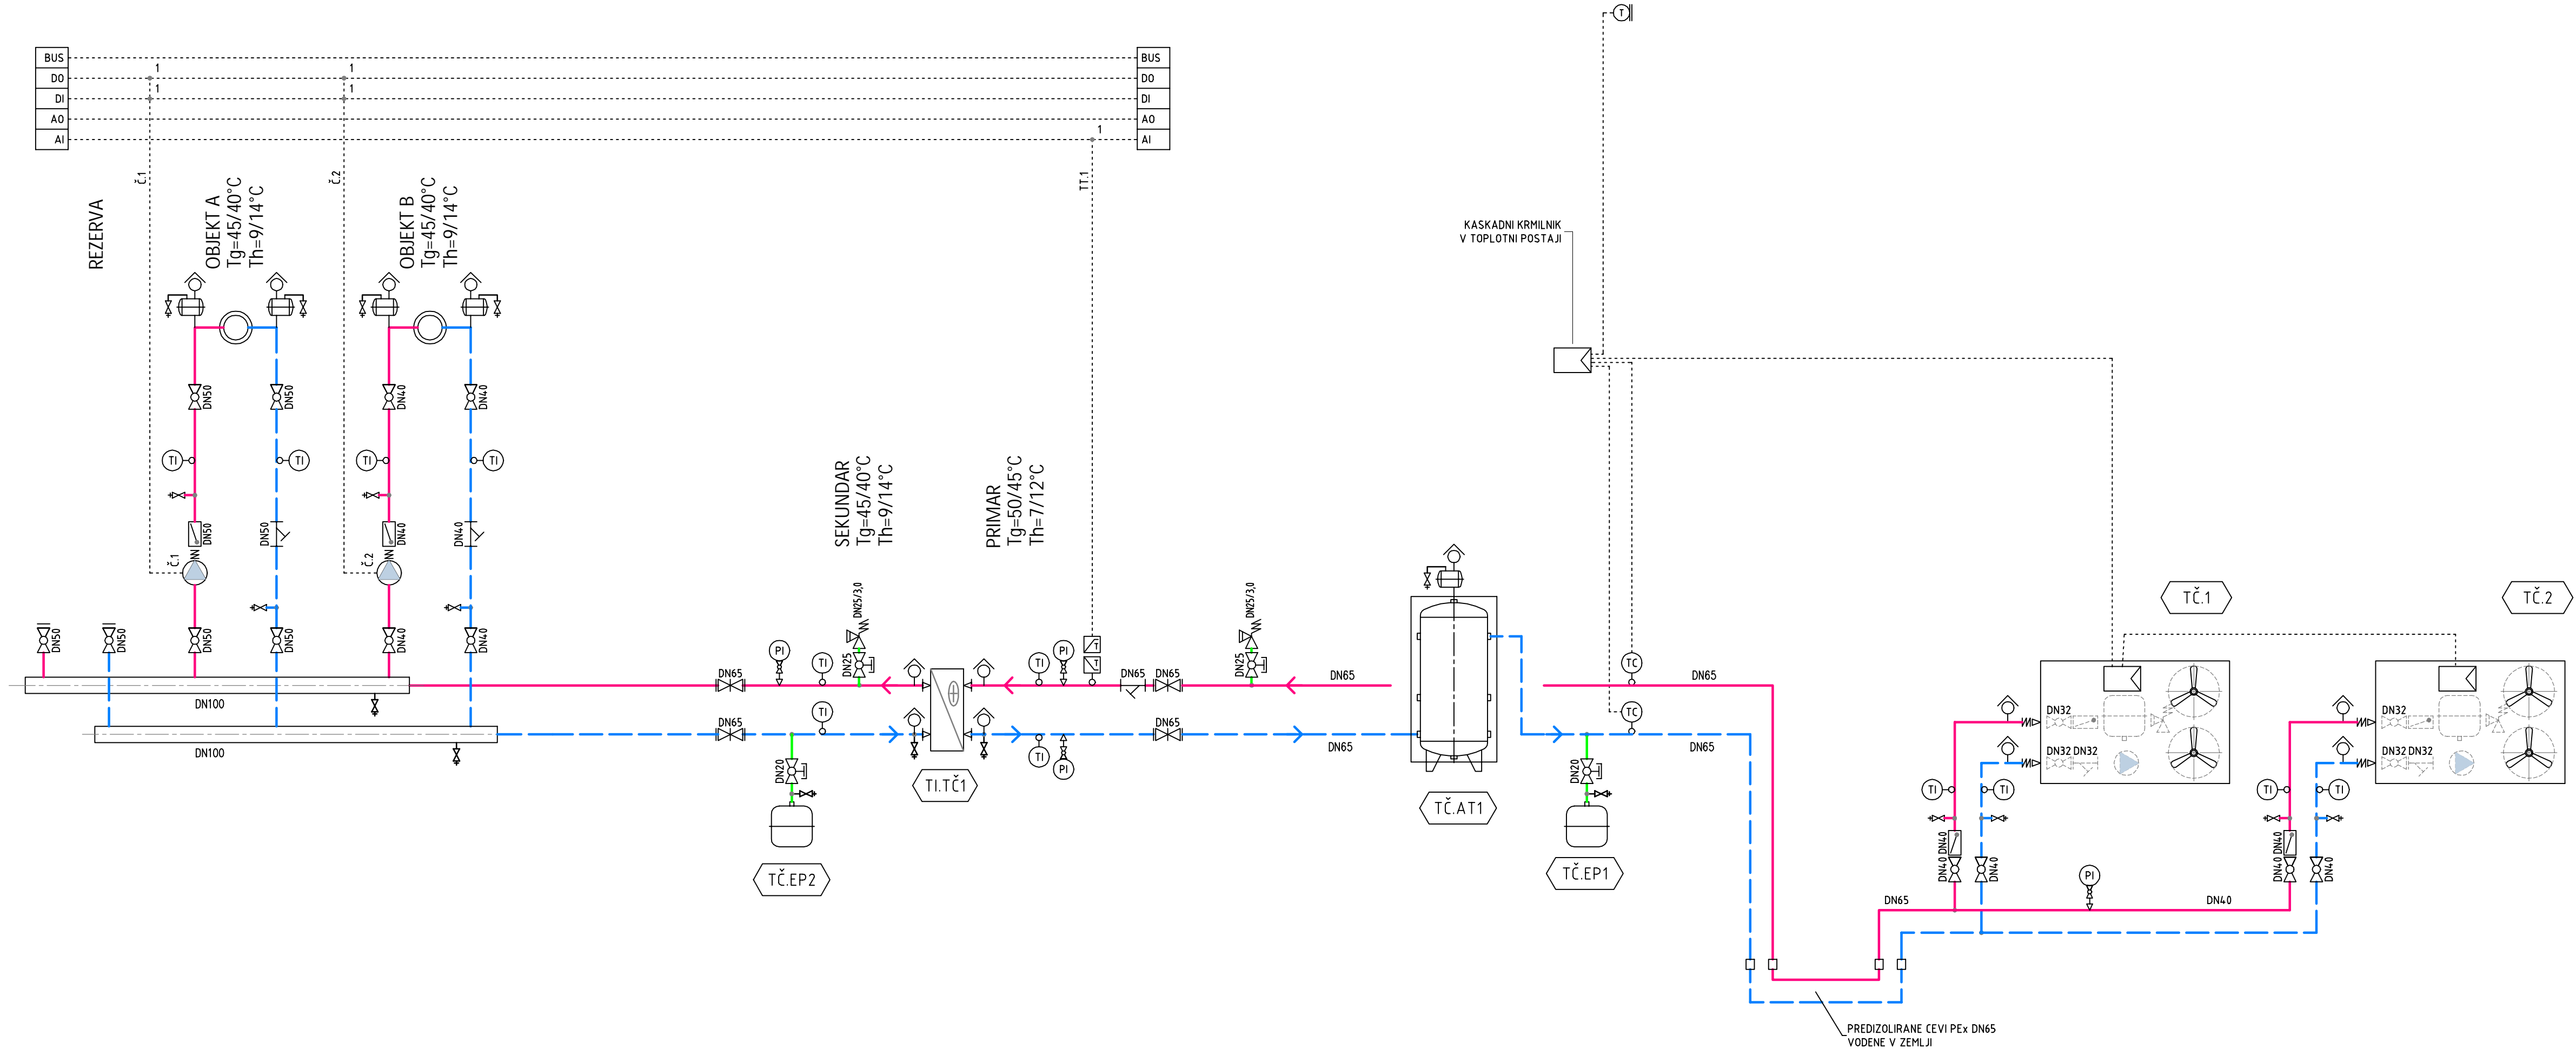 T
BUS
DO
DI
AO
AI
1
1
1
1
1
BUS
DO
DI
AO
AI
Č.1
Č.2
TT.1
REZERVA
OBJEKT A
Tg=45/40°C
Th=9/14°C
OBJEKT B
Tg=45/40°C
Th=9/14°C
KASKADNI KRMILNIK
V TOPLOTNI POSTAJI
DN50
DN50
DN40
DN40
TI
TI
TI
TI
SEKUNDAR
Tg=45/40°C
Th=9/14°C
PRIMAR
Tg=50/45°C
Th=7/12°C
DN50
DN50
DN40
DN40
Č.1
Č.2
DN50
DN50
DN50
DN50
DN40
DN40
DN25/3,0
DN25/3,0
PI
TI
DN25
TI
PI
T
T
DN25
TC
TČ.1
TČ.2
DN65
DN65
DN65
DN65
DN65
DN100
DN65
TI
DN65
TC
DN65
DN65
DN100
TI
PI
DN20
TI.TČ1
TČ.AT1
DN20
TČ.EP2
TČ.EP1
DN32
DN32 DN32
DN32
DN32 DN32
TI
TI
TI
TI
DN40
DN40
DN40
DN40
DN40
DN40
PI
DN65
DN40
PREDIZOLIRANE CEVI PEx DN65
VODENE V ZEMLJI